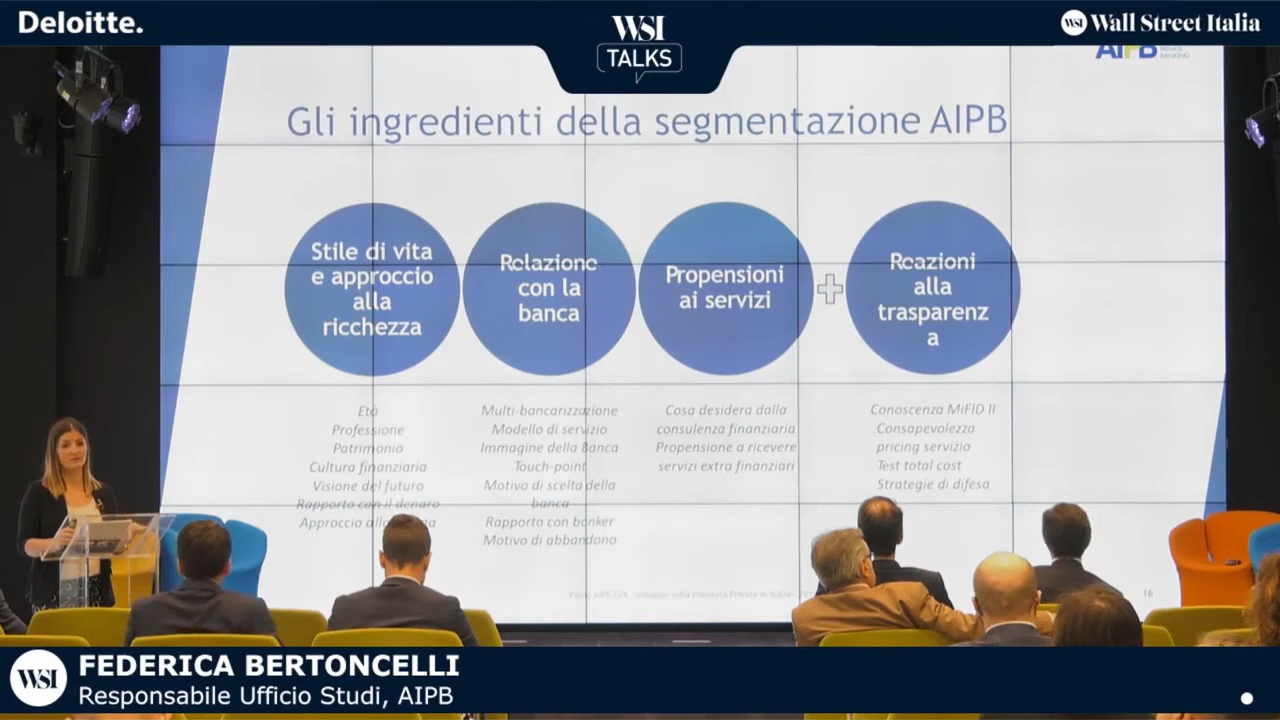 Deloitte.
WSI
TALKS
WSI Wall Street Italia
AIPB
Gli ingredienti della segmentazione AIPB
Stile di vita
e approccio
alla
ricchezza
Relazione
con la
banca
Propensioni
ai servizi
Reazioni
alla
trasparenz
a
Età
Professione
Patrimonio
Cultura finanziaria
Visione del futuro
Rapporto con il denaro
Approccio
Multi-bancarizzazione
Modello di servizio
Immagine della Banca
Touch-point
Motivo di scelta della
banca
Rapporto con banker
Motivo di abbandono
Cosa desidera dalla
consulenza finanziaria
Propensione a ricevere
servizi extra finanziari
Conoscenza MiFID II
Consapevolezza
pricing servizio
Test total cost
Strategie di difesa
16
WSI
FEDERICA BERTONCELLI
Responsabile Ufficio Studi, AIPB